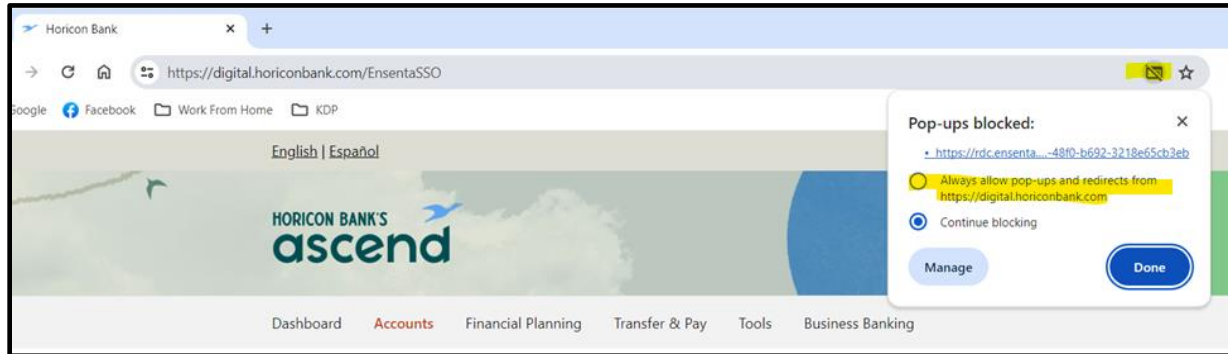 Horicon Bank
https://digital.horiconbank.com/EnsentaSSO
Google Facebook Work From Home KDP
Pop-ups blocked:
• https://rdc.ensenta....-48f0-b692-3218e65cb3eb
Always allow pop-ups and redirects from
https://digital.horiconbank.com
Continue blocking
Manage Done
English | Español
HORICON BANK'S
ascend
Dashboard Accounts Financial Planning Transfer & Pay Tools Business Banking